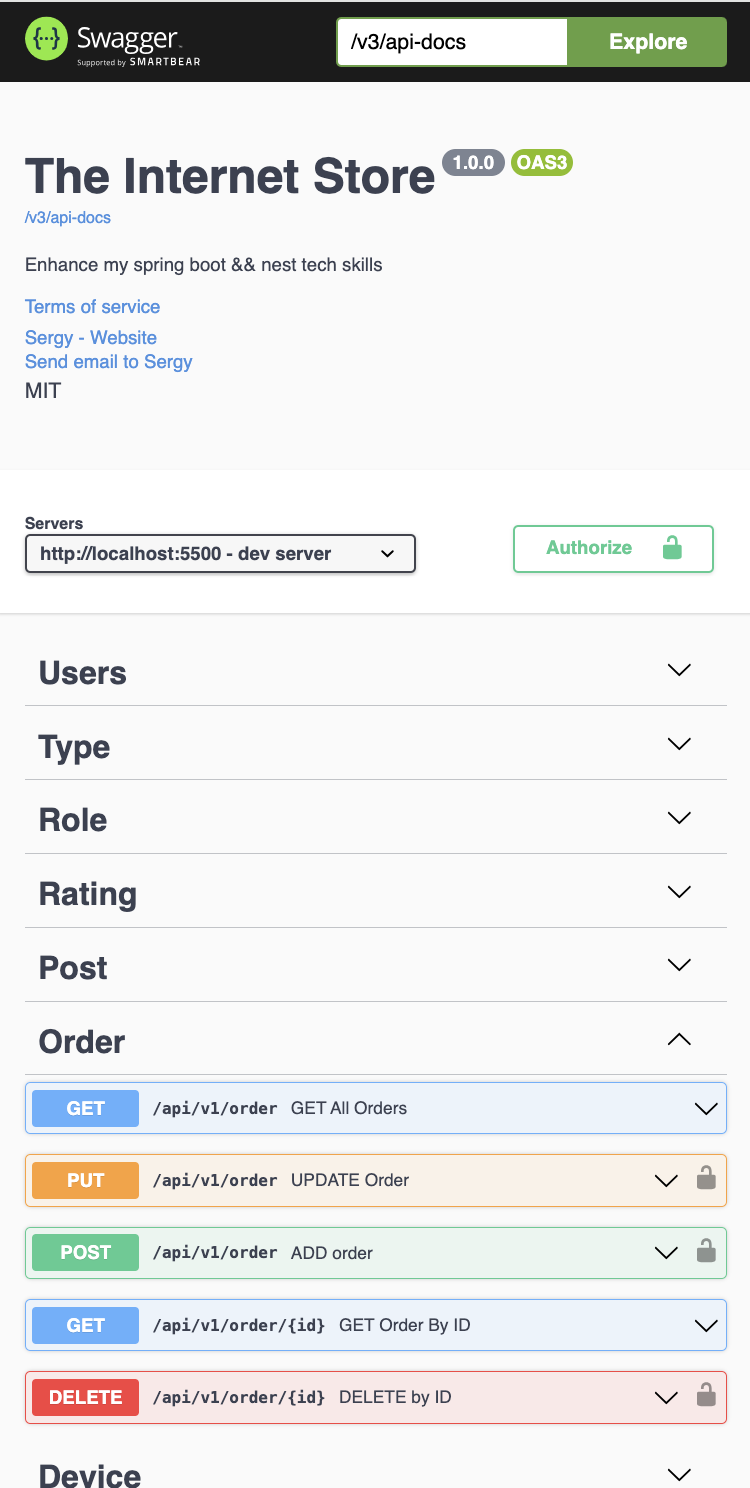 {···} Swagger™
Supported by SMARTBEAR
/v3/api-docs
Explore
The Internet Store 1.0.0 OAS3
/v3/api-docs
Enhance my spring boot && nest tech skills
Terms of service
Sergy - Website
Send email to Sergy
MIT
Servers
http://localhost:5500 - dev server
Authorize
Users
Type
Role
Rating
Post
Order
GET /api/v1/order GET All Orders
PUT /api/v1/order UPDATE Order
POST /api/v1/order ADD order
GET /api/v1/order/{id} GET Order By ID
DELETE /api/v1/order/{id} DELETE by ID
Device